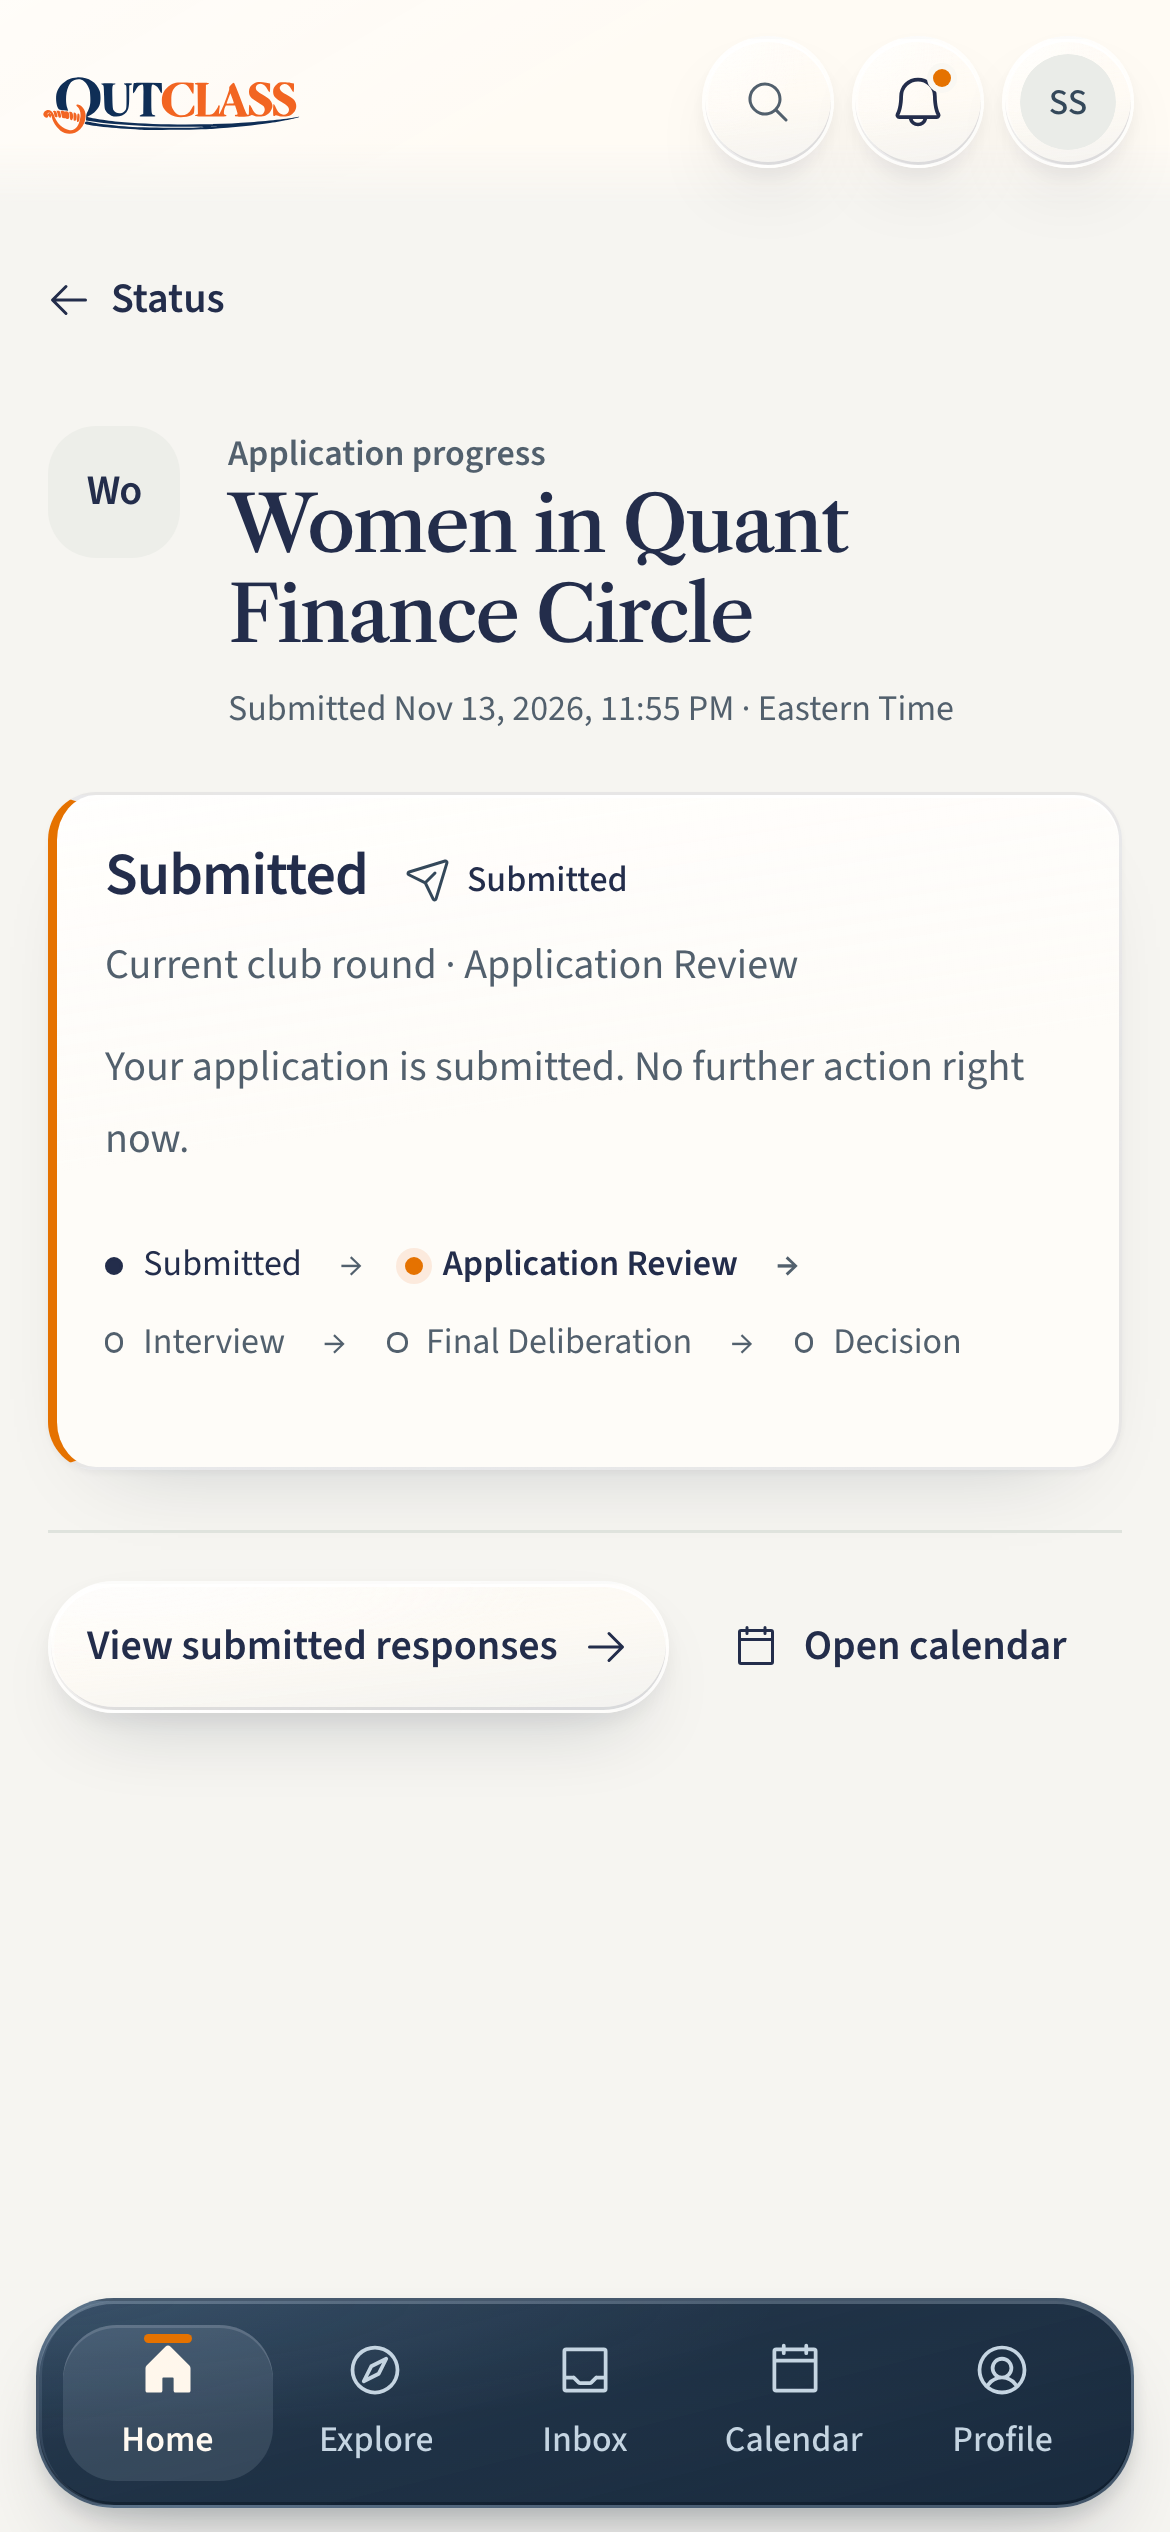 OUTCLASS
SS
Status
Wo
Application progress
Women in Quant
Finance Circle
Submitted Nov 13, 2026, 11:55 PM · Eastern Time
Submitted Submitted
Current club round · Application Review
Your application is submitted. No further action right
now.
Submitted → Application Review →
Interview → Final Deliberation → Decision
View submitted responses →
Open calendar
Home Explore Inbox Calendar Profile